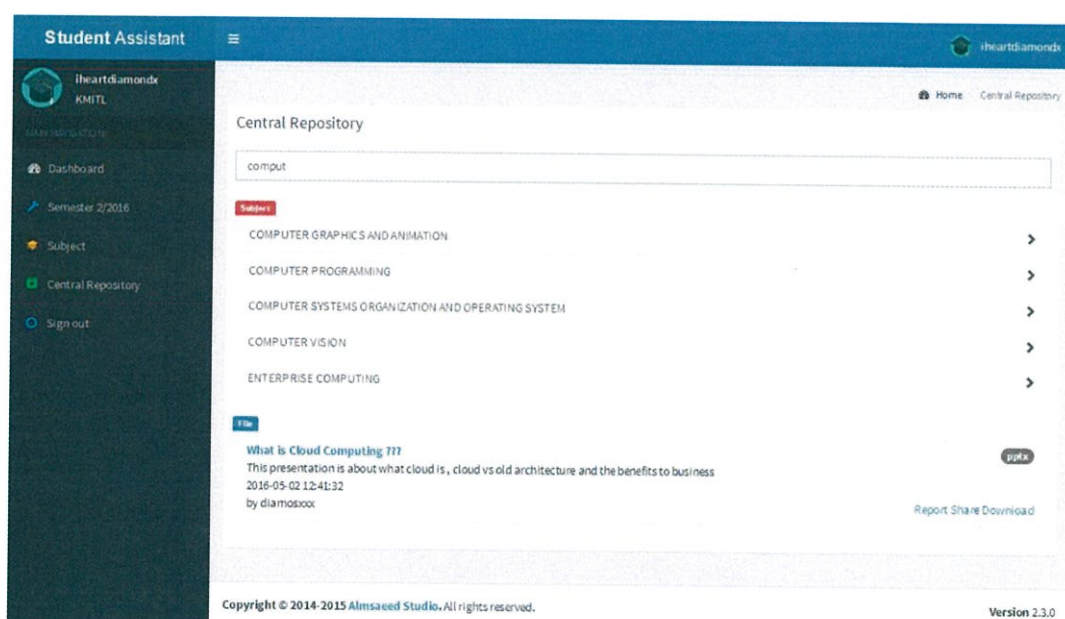 Student Assistant
iheartdiamondx
iheartdiamondx
KMITL
Home Central Repository
MAIN NAVIGATION
Dashboard
Semester 2/2016
Subject
Central Repository
Sign out
Central Repository
comput
Subject
COMPUTER GRAPHICS AND ANIMATION
COMPUTER PROGRAMMING
COMPUTER SYSTEMS ORGANIZATION AND OPERATING SYSTEM
COMPUTER VISION
ENTERPRISE COMPUTING
File
What is Cloud Computing ???
pptx
This presentation is about what cloud is , cloud vs old architecture and the benefits to business
2016-05-02 12:41:32
by diamosxxx
Report Share Download
Copyright © 2014-2015 Almsaeed Studio. All rights reserved.
Version 2.3.0